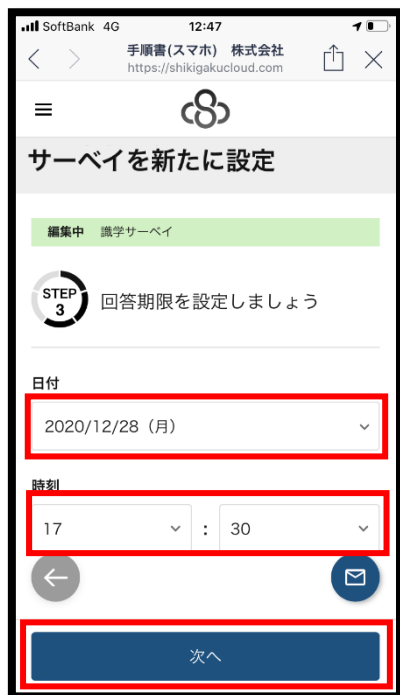 SoftBank 4G 12:47
手順書(スマホ) 株式会社
https://shikigakucloud.com
サーベイを新たに設定
編集中 識学サーベイ
STEP
3
回答期限を設定しましょう
日付
2020/12/28（月）
時刻
17 : 30
次へ